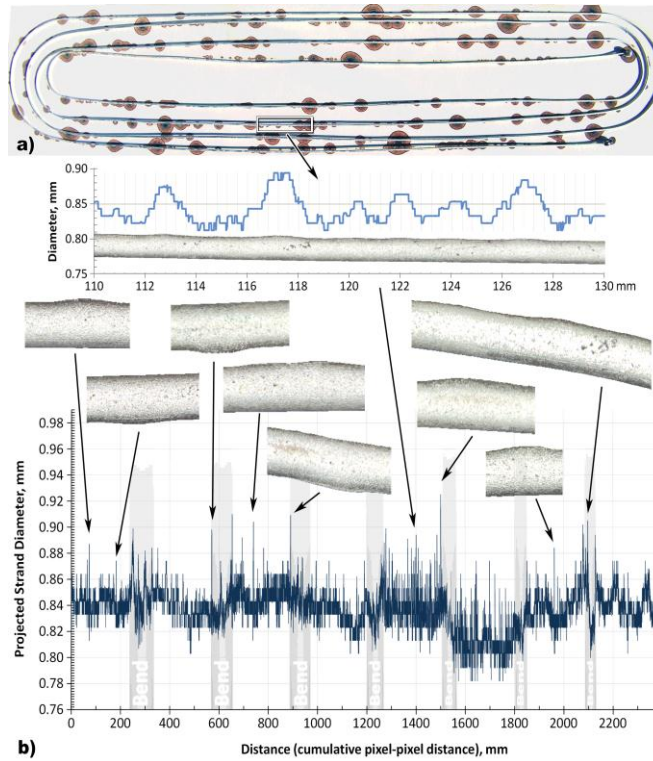 a)
Diameter, mm
0.90
0.85
0.80
0.75
110 112 114 116 118 120 122 124 126 128 130 mm
Projected Strand Diameter, mm
0.98
0.96
0.94
0.92
0.90
0.88
0.86
0.84
0.82
0.80
0.78
0.76
Bend Bend Bend Bend Bend Bend Bend
0 200 400 600 800 1000 1200 1400 1600 1800 2000 2200
b)
Distance (cumulative pixel-pixel distance), mm